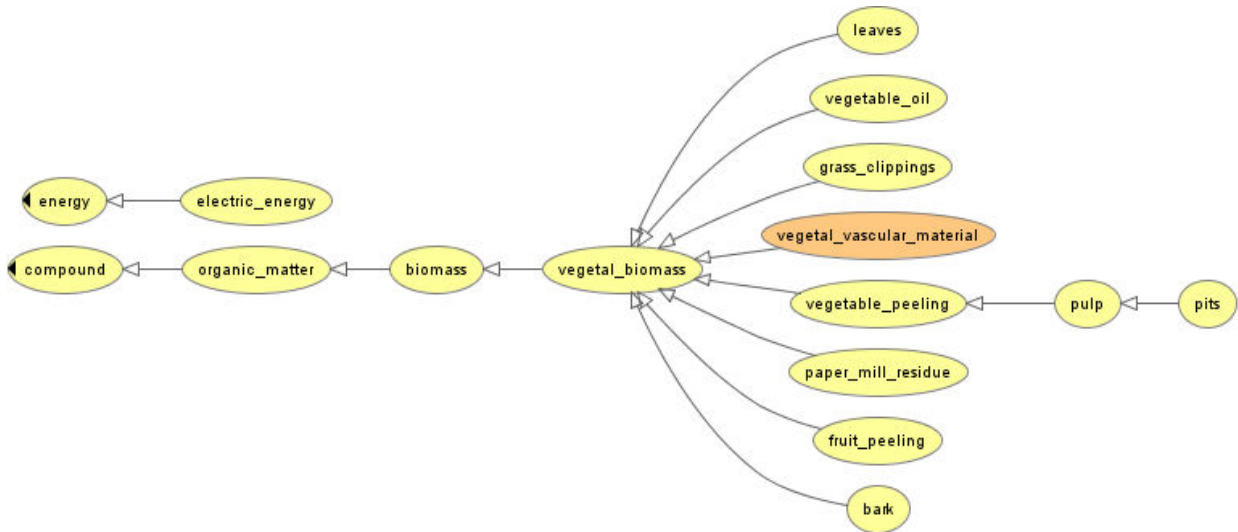 leaves
vegetable_oil
grass_clippings
energy
electric_energy
vegetal_vascular_material
compound
organic_matter
biomass
vegetal_biomass
vegetable_peeling
pulp
pits
paper_mill_residue
fruit_peeling
bark